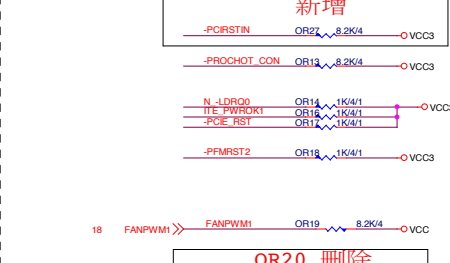 新增
-PCIRSTIN OR27 8.2K/4 VCC3
-PROCHOT_CON OR13 8.2K/4 VCC3
N_-LDRQ0 OR14 1K/4/1 VCC3
ITE_PWROK1 OR16 1K/4/1
-PCIE_RST OR17 1K/4/1
-PFMRST2 OR18 1K/4/1 VCC3
18 FANPWM1 FANPWM1 OR19 8.2K/4 VCC
OR20 刪除